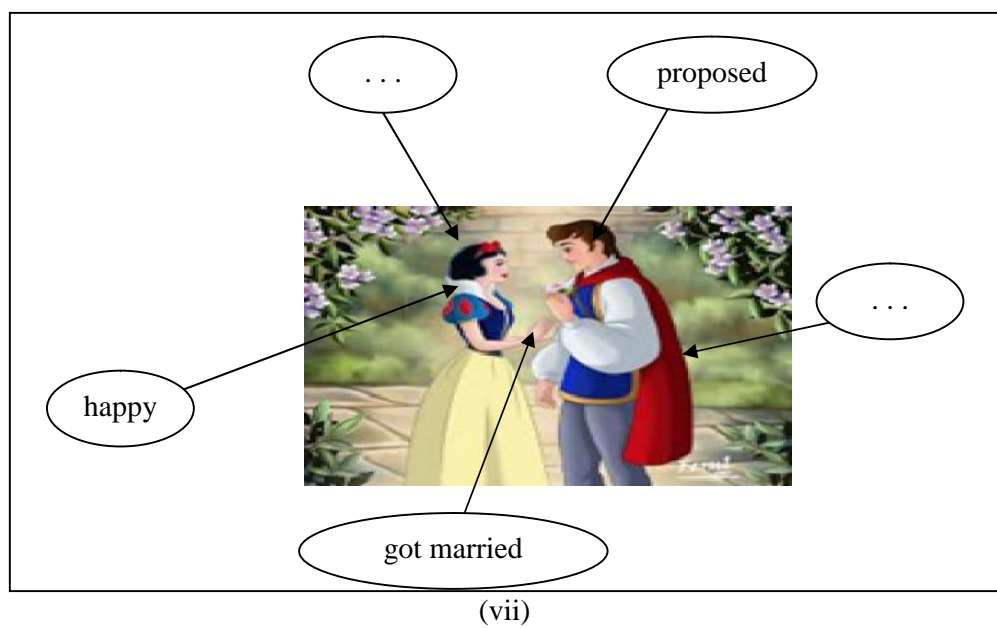 . . .
proposed
. . .
happy
got married
(vii)